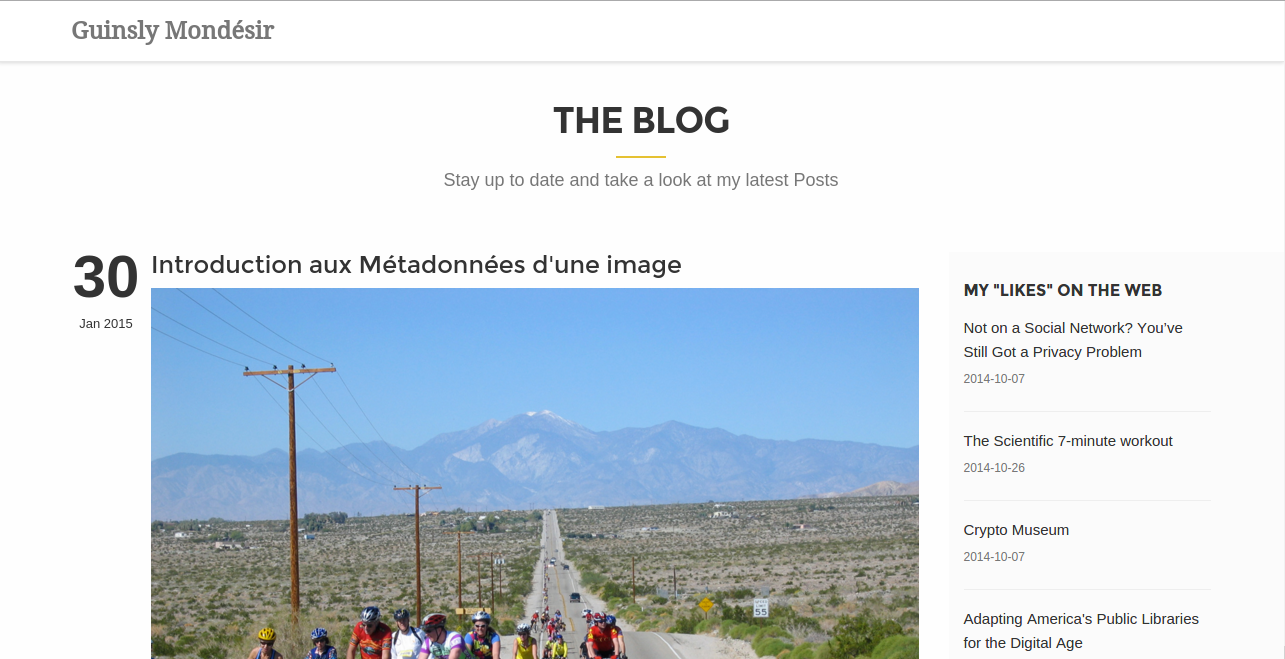 Guinsly Mondésir
THE BLOG
Stay up to date and take a look at my latest Posts
30
Jan 2015
Introduction aux Métadonnées d'une image
SPEED
LIMIT
55
MY "LIKES" ON THE WEB
Not on a Social Network? You’ve
Still Got a Privacy Problem
2014-10-07
The Scientific 7-minute workout
2014-10-26
Crypto Museum
2014-10-07
Adapting America's Public Libraries
for the Digital Age